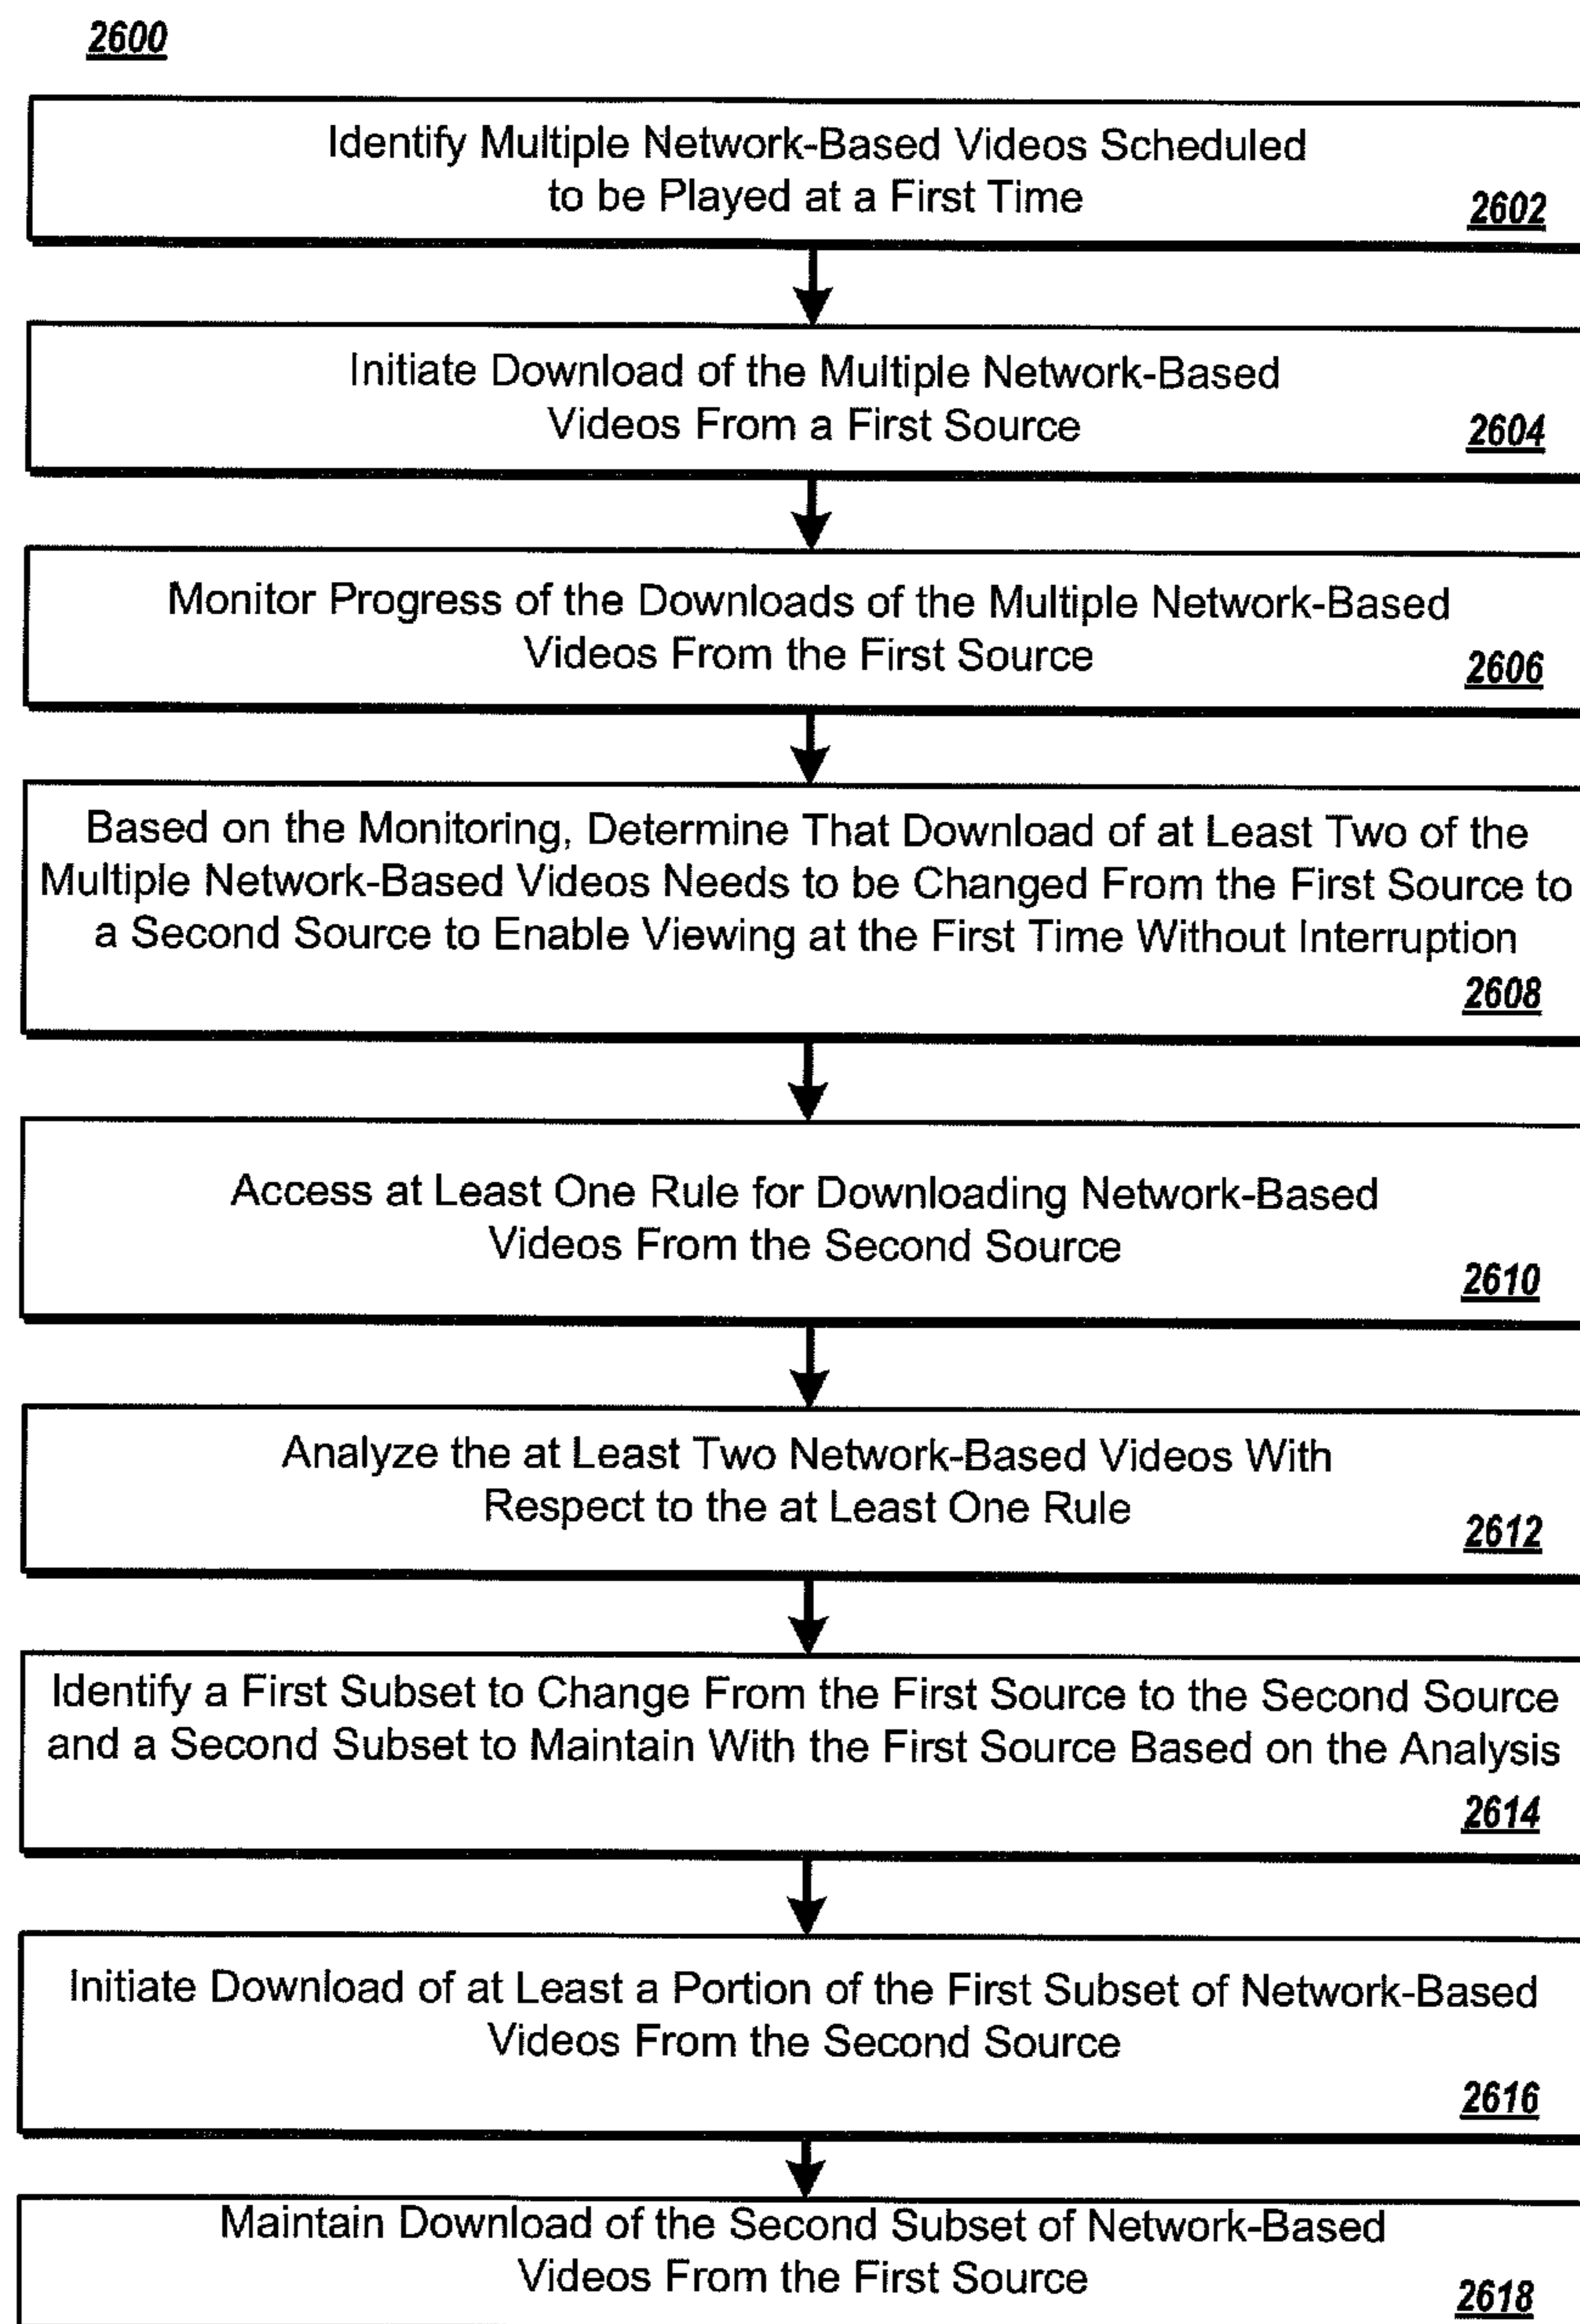 2600
Identify Multiple Network-Based Videos Scheduled
to be Played at a First Time
2602
Initiate Download of the Multiple Network-Based
Videos From a First Source
2604
Monitor Progress of the Downloads of the Multiple Network-Based
Videos From the First Source
2606
Based on the Monitoring, Determine That Download of at Least Two of the
Multiple Network-Based Videos Needs to be Changed From the First Source to
a Second Source to Enable Viewing at the First Time Without Interruption
2608
Access at Least One Rule for Downloading Network-Based
Videos From the Second Source
2610
Analyze the at Least Two Network-Based Videos With
Respect to the at Least One Rule
2612
Identify a First Subset to Change From the First Source to the Second Source
and a Second Subset to Maintain With the First Source Based on the Analysis
2614
Initiate Download of at Least a Portion of the First Subset of Network-Based
Videos From the Second Source
2616
Maintain Download of the Second Subset of Network-Based
Videos From the First Source
2618